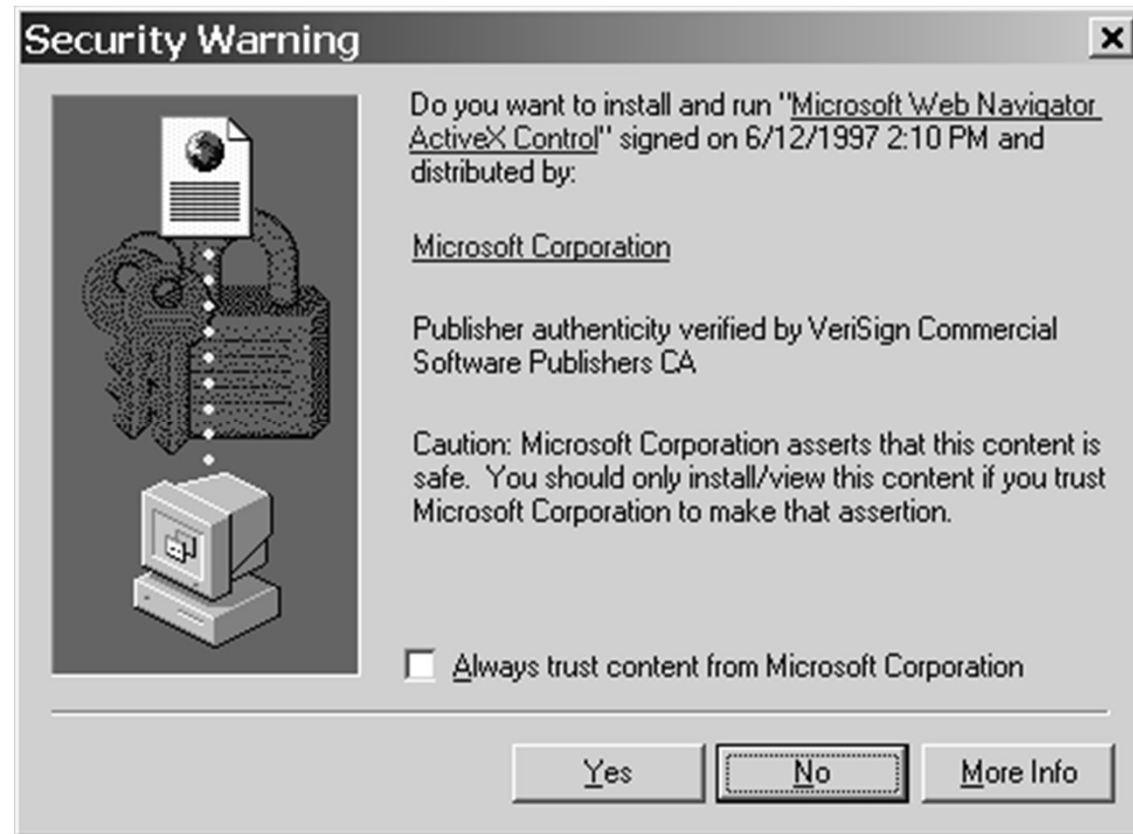 Security Warning
Do you want to install and run "Microsoft Web Navigator
ActiveX Control" signed on 6/12/1997 2:10 PM and
distributed by:
Microsoft Corporation
Publisher authenticity verified by VeriSign Commercial
Software Publishers CA
Caution: Microsoft Corporation asserts that this content is
safe.  You should only install/view this content if you trust
Microsoft Corporation to make that assertion.
Always trust content from Microsoft Corporation
Yes
No
More Info